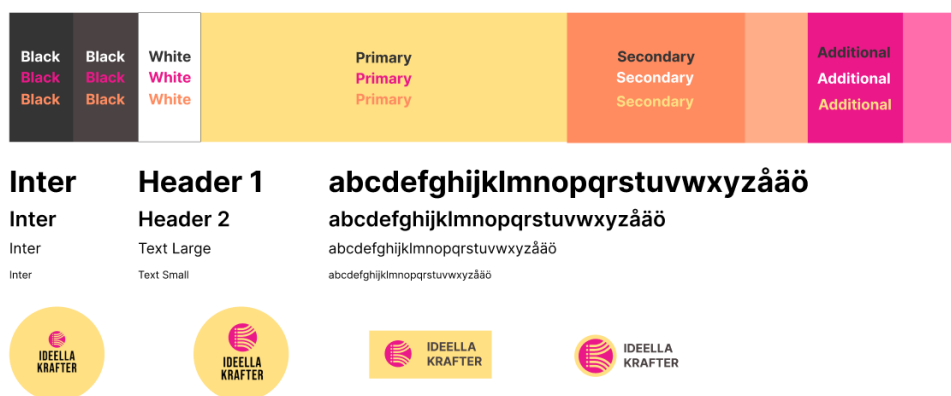 Black Black White Primary Secondary Additional
Black Black White Primary Secondary Additional
Black Black White Primary Secondary Additional
Inter Header 1 abcdefghijklmnopqrstuvwxyzåäö
Inter Header 2 abcdefghijklmnopqrstuvwxyzåäö
Inter Text Large abcdefghijklmnopqrstuvwxyzåäö
Inter Text Small abcdefghijklmnopqrstuvwxyzåäö
IDEELLA
KRAFTER
IDEELLA
KRAFTER
IDEELLA
KRAFTER
IDEELLA
KRAFTER